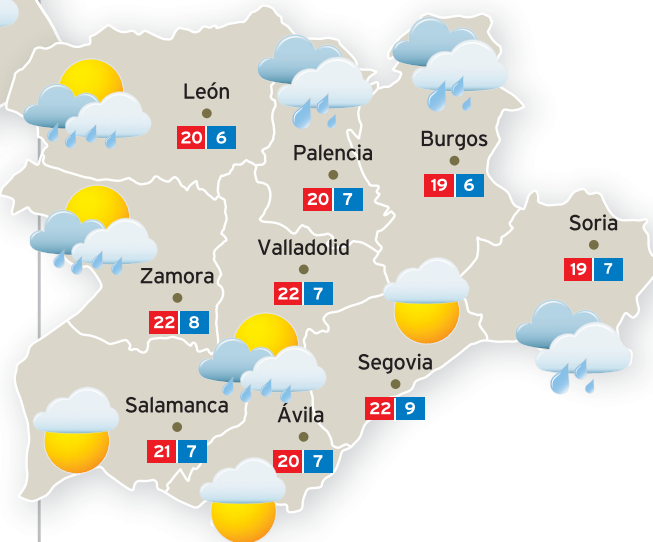 León
20 6
Palencia
20 7
Burgos
19 6
Soria
19 7
Zamora
22 8
Valladolid
22 7
Segovia
22 9
Salamanca
21 7
Ávila
20 7